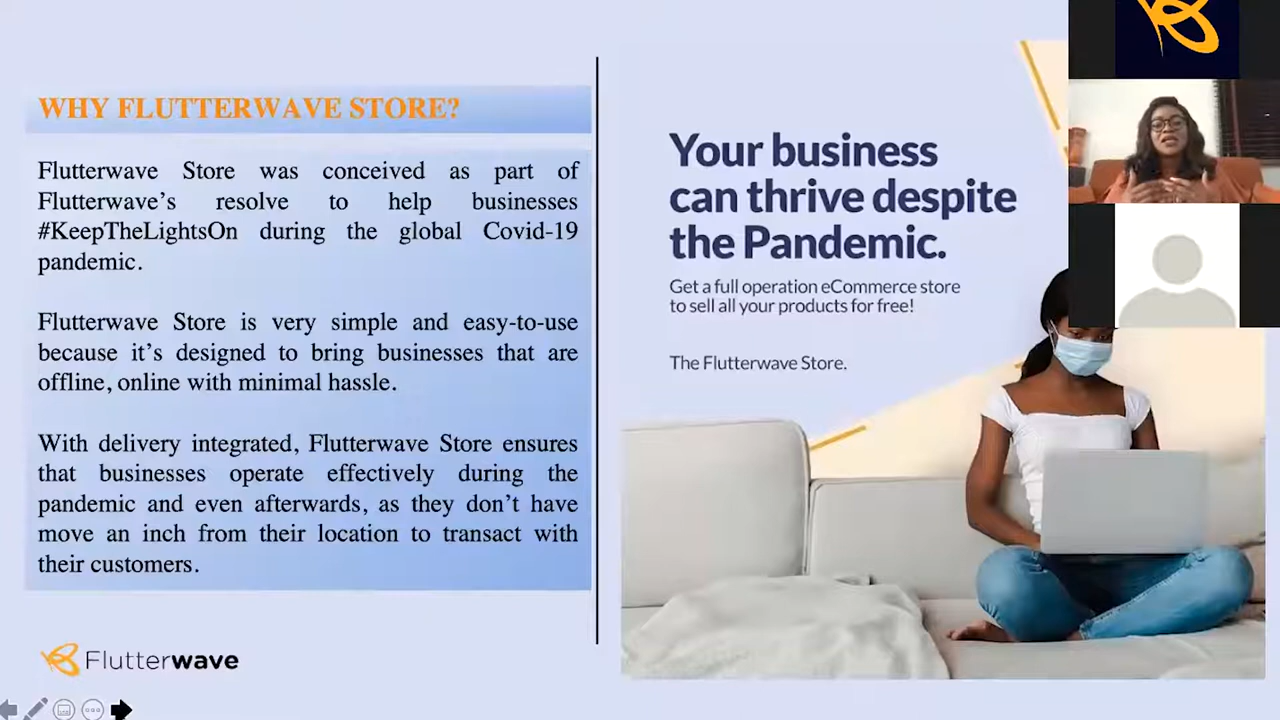 WHY FLUTTERWAVE STORE?
Flutterwave Store was conceived as part of
Flutterwave's resolve to help businesses
#KeepTheLightsOn during the global Covid-19
pandemic.
Flutterwave Store is very simple and easy-to-use
because it's designed to bring businesses that are
offline, online with minimal hassle.
With delivery integrated, Flutterwave Store ensures
that businesses operate effectively during the
pandemic and even afterwards, as they don't have
move an inch from their location to transact with
their customers.
Flutterwave
Your business
can thrive despite
the Pandemic.
Get a full operation eCommerce store
to sell all your products for free!
The Flutterwave Store.